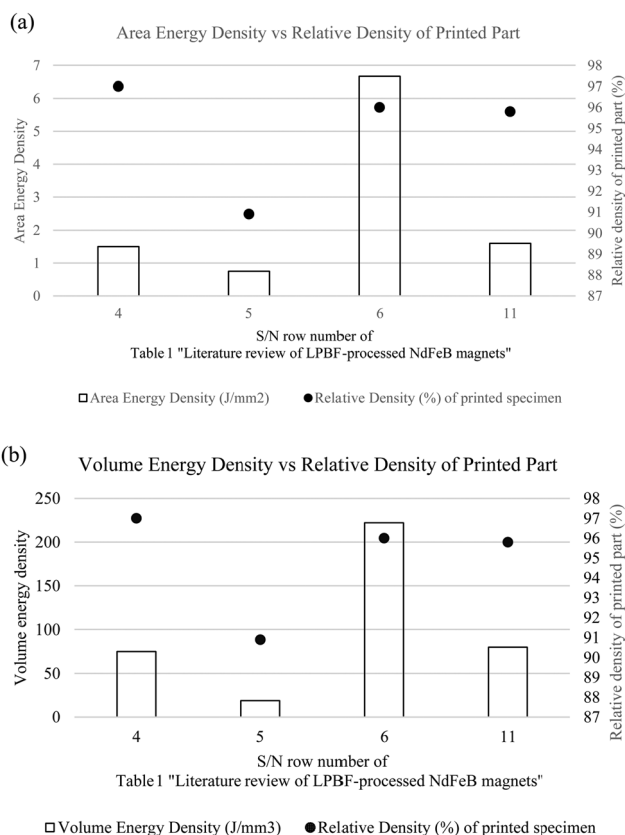 (a)
Area Energy Density vs Relative Density of Printed Part
Area Energy Density
7
6
5
4
3
2
1
0
98
97
96
95
94
93
92
91
90
89
88
87
Relative density of printed part (%)
4 5 6 11
S/N row number of
Table 1 "Literature review of LPBF-processed NdFeB magnets"
Area Energy Density (J/mm2) Relative Density (%) of printed specimen
(b)
Volume Energy Density vs Relative Density of Printed Part
Volume energy density
250
200
150
100
50
0
98
97
96
95
94
93
92
91
90
89
88
87
Relative density of printed part (%)
4 5 6 11
S/N row number of
Table 1 "Literature review of LPBF-processed NdFeB magnets"
Volume Energy Density (J/mm3) Relative Density (%) of printed specimen